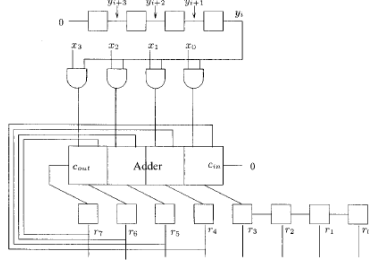 y_{i+3} y_{i+2} y_{i+1}
0 y_i
x_3 x_2 x_1 x_0
c_{out} Adder c_{in} 0
r_7 r_6 r_5 r_4 r_3 r_2 r_1